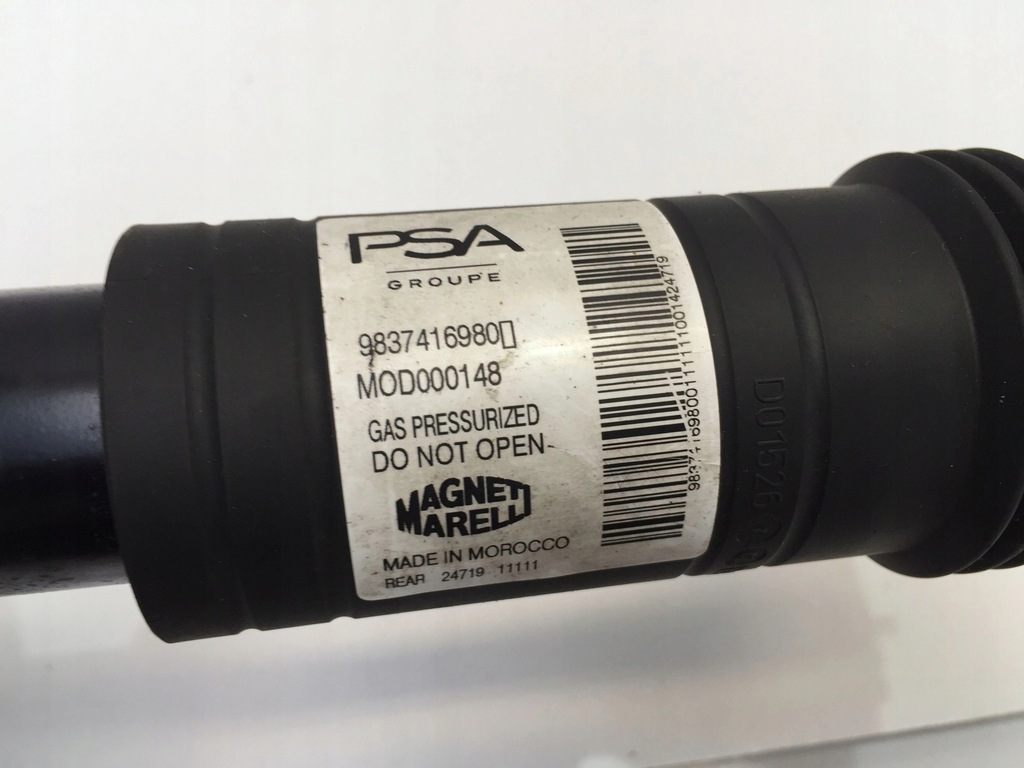 PSA
GROUPE
9837416980▯
MOD000148
GAS PRESSURIZED
DO NOT OPEN
MAGNETI
MARELLI
MADE IN MOROCCO
REAR 24719 11111